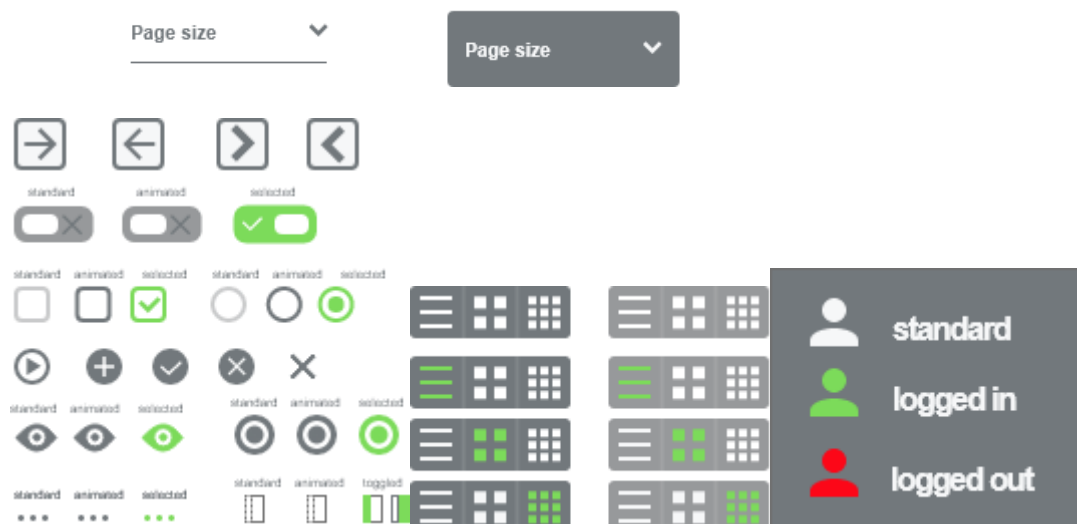 Page size
Page size
standard animated selected
standard animated selected standard animated selected
standard
logged in
logged out
standard animated selected standard animated selected
standard animated selected standard animated toggled